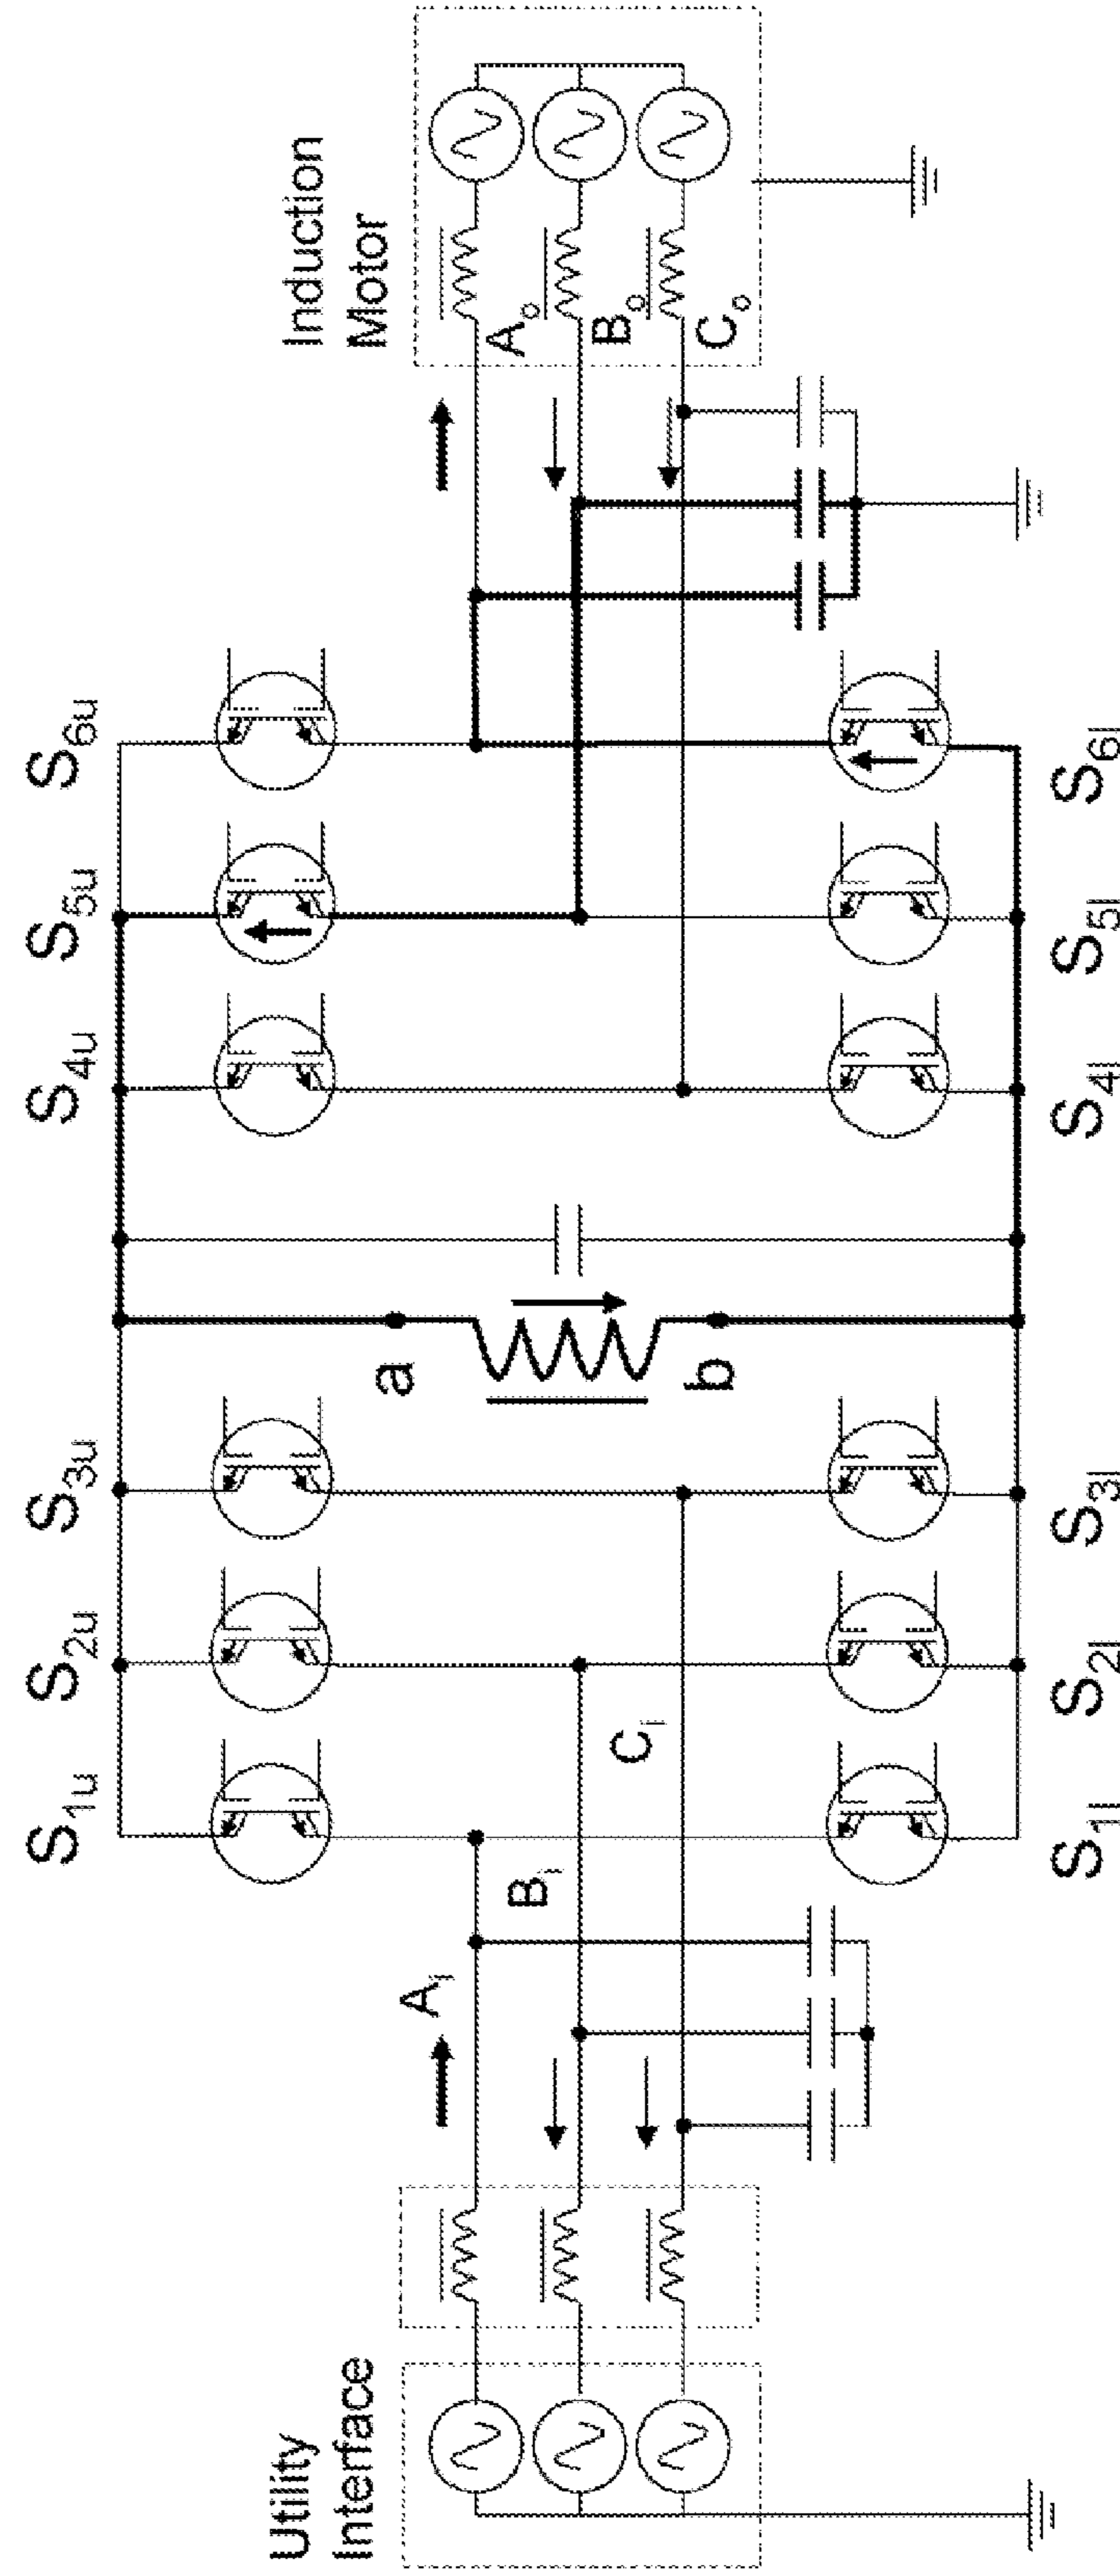 Utility
Interface
Induction
Motor
S1u
S2u
S3u
S4u
S5u
S6u
Ai
Bi
Ci
a
b
Ao
Bo
Co
S1l
S2l
S3l
S4l
S5l
S6l